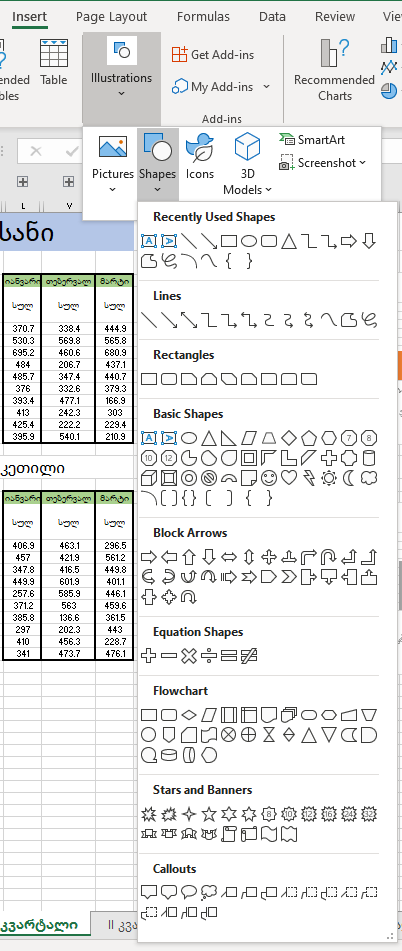 Insert Page Layout Formulas Data Review
Table
Illustrations
Get Add-ins
My Add-ins
Add-ins
Recommended
Charts
Pictures
Shapes
Icons
3D
Models
SmartArt
Screenshot
L V
სანი
Recently Used Shapes
Lines
Rectangles
Basic Shapes
Block Arrows
Equation Shapes
Flowchart
Stars and Banners
Callouts
იანვარი თებერვალი მარტი
სულ სულ სულ
370.7 338.4 444.9
530.3 569.8 565.8
695.2 460.6 680.9
484 206.7 437.1
485.7 347.4 440.7
376 332.6 379.3
393.4 477.1 166.9
413 242.3 303
425.4 222.2 229.4
395.9 540.1 210.9
კეთილი
იანვარი თებერვალი მარტი
სულ სულ სულ
406.9 463.1 296.5
457 421.9 561.2
347.8 416.5 449.8
449.9 601.9 401.1
257.6 585.9 446.1
371.2 563 459.6
385.8 136.6 361.5
297 202.3 443
410 456.3 228.7
341 473.7 476.1
კვარტალი
II კვა